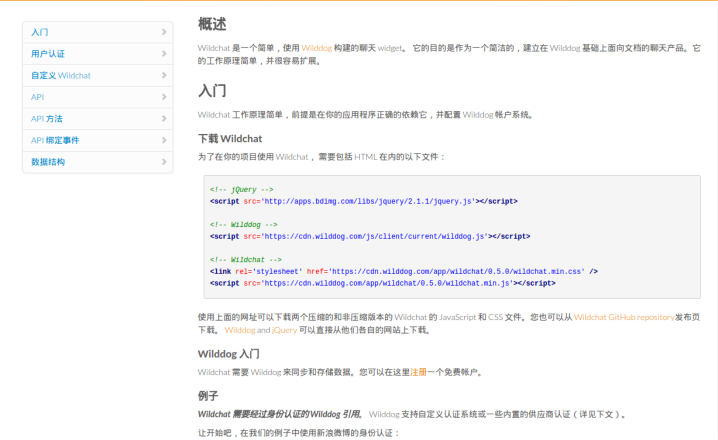 入门
用户认证
自定义 Wildchat
API
API 方法
API 绑定事件
数据结构
概述
Wildchat 是一个简单，使用 Wilddog 构建的聊天 widget。 它的目的是作为一个简洁的，建立在 Wilddog 基础上面向文档的聊天产品。它
的工作原理简单，并很容易扩展。
入门
Wildchat 工作原理简单，前提是在你的应用程序正确的依赖它，并配置 Wilddog 帐户系统。
下载 Wildchat
为了在你的项目使用 Wildchat ， 需要包括 HTML 在内的以下文件：
<!-- jQuery -->
<script src='http://apps.bdimg.com/libs/jquery/2.1.1/jquery.js'></script>
<!-- Wilddog -->
<script src='https://cdn.wilddog.com/js/client/current/wilddog.js'></script>
<!-- Wildchat -->
<link rel='stylesheet' href='https://cdn.wilddog.com/app/wildchat/0.5.0/wildchat.min.css' />
<script src='https://cdn.wilddog.com/app/wildchat/0.5.0/wildchat.min.js'></script>
使用上面的网址可以下载两个压缩的和非压缩版本的 Wildchat 的 JavaScript 和 CSS 文件。您也可以从 Wildchat GitHub repository发布页
下载。 Wilddog and jQuery 可以直接从他们各自的网站上下载。
Wilddog 入门
Wildchat 需要 Wilddog 来同步和存储数据。您可以在这里注册一个免费帐户。
例子
Wildchat 需要经过身份认证的 Wilddog 引用。 Wilddog 支持自定义认证系统或一些内置的供应商认证（详见下文）。
让开始吧，在我们的例子中使用新浪微博的身份认证：